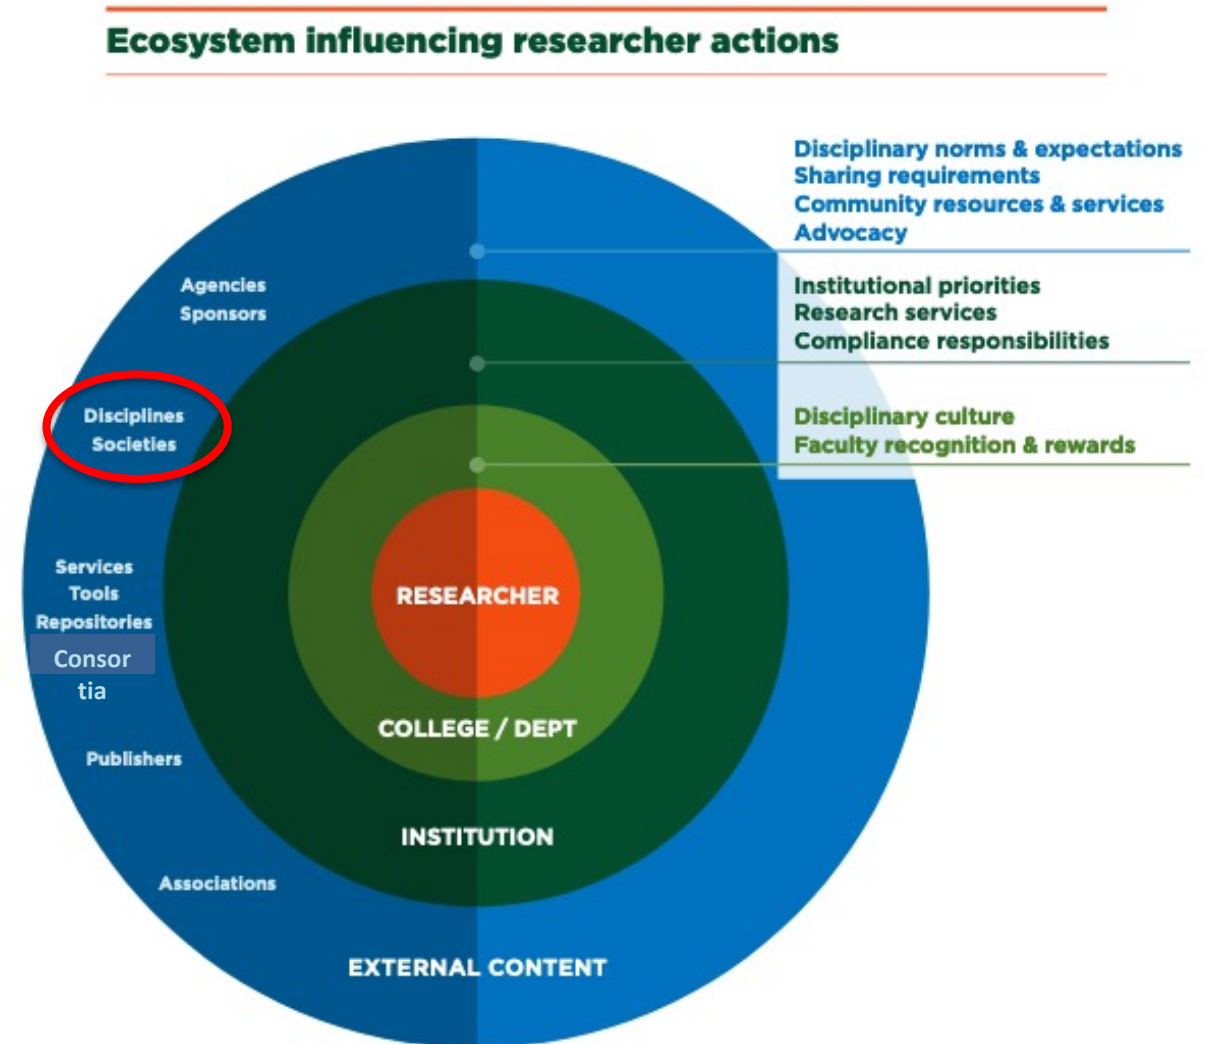 Ecosystem influencing researcher actions
Disciplinary norms & expectations
Sharing requirements
Community resources & services
Advocacy
Institutional priorities
Research services
Compliance responsibilities
Disciplinary culture
Faculty recognition & rewards
Agencies
Sponsors
Disciplines
Societies
Services
Tools
Repositories
Consor
tia
Publishers
Associations
RESEARCHER
COLLEGE / DEPT
INSTITUTION
EXTERNAL CONTENT